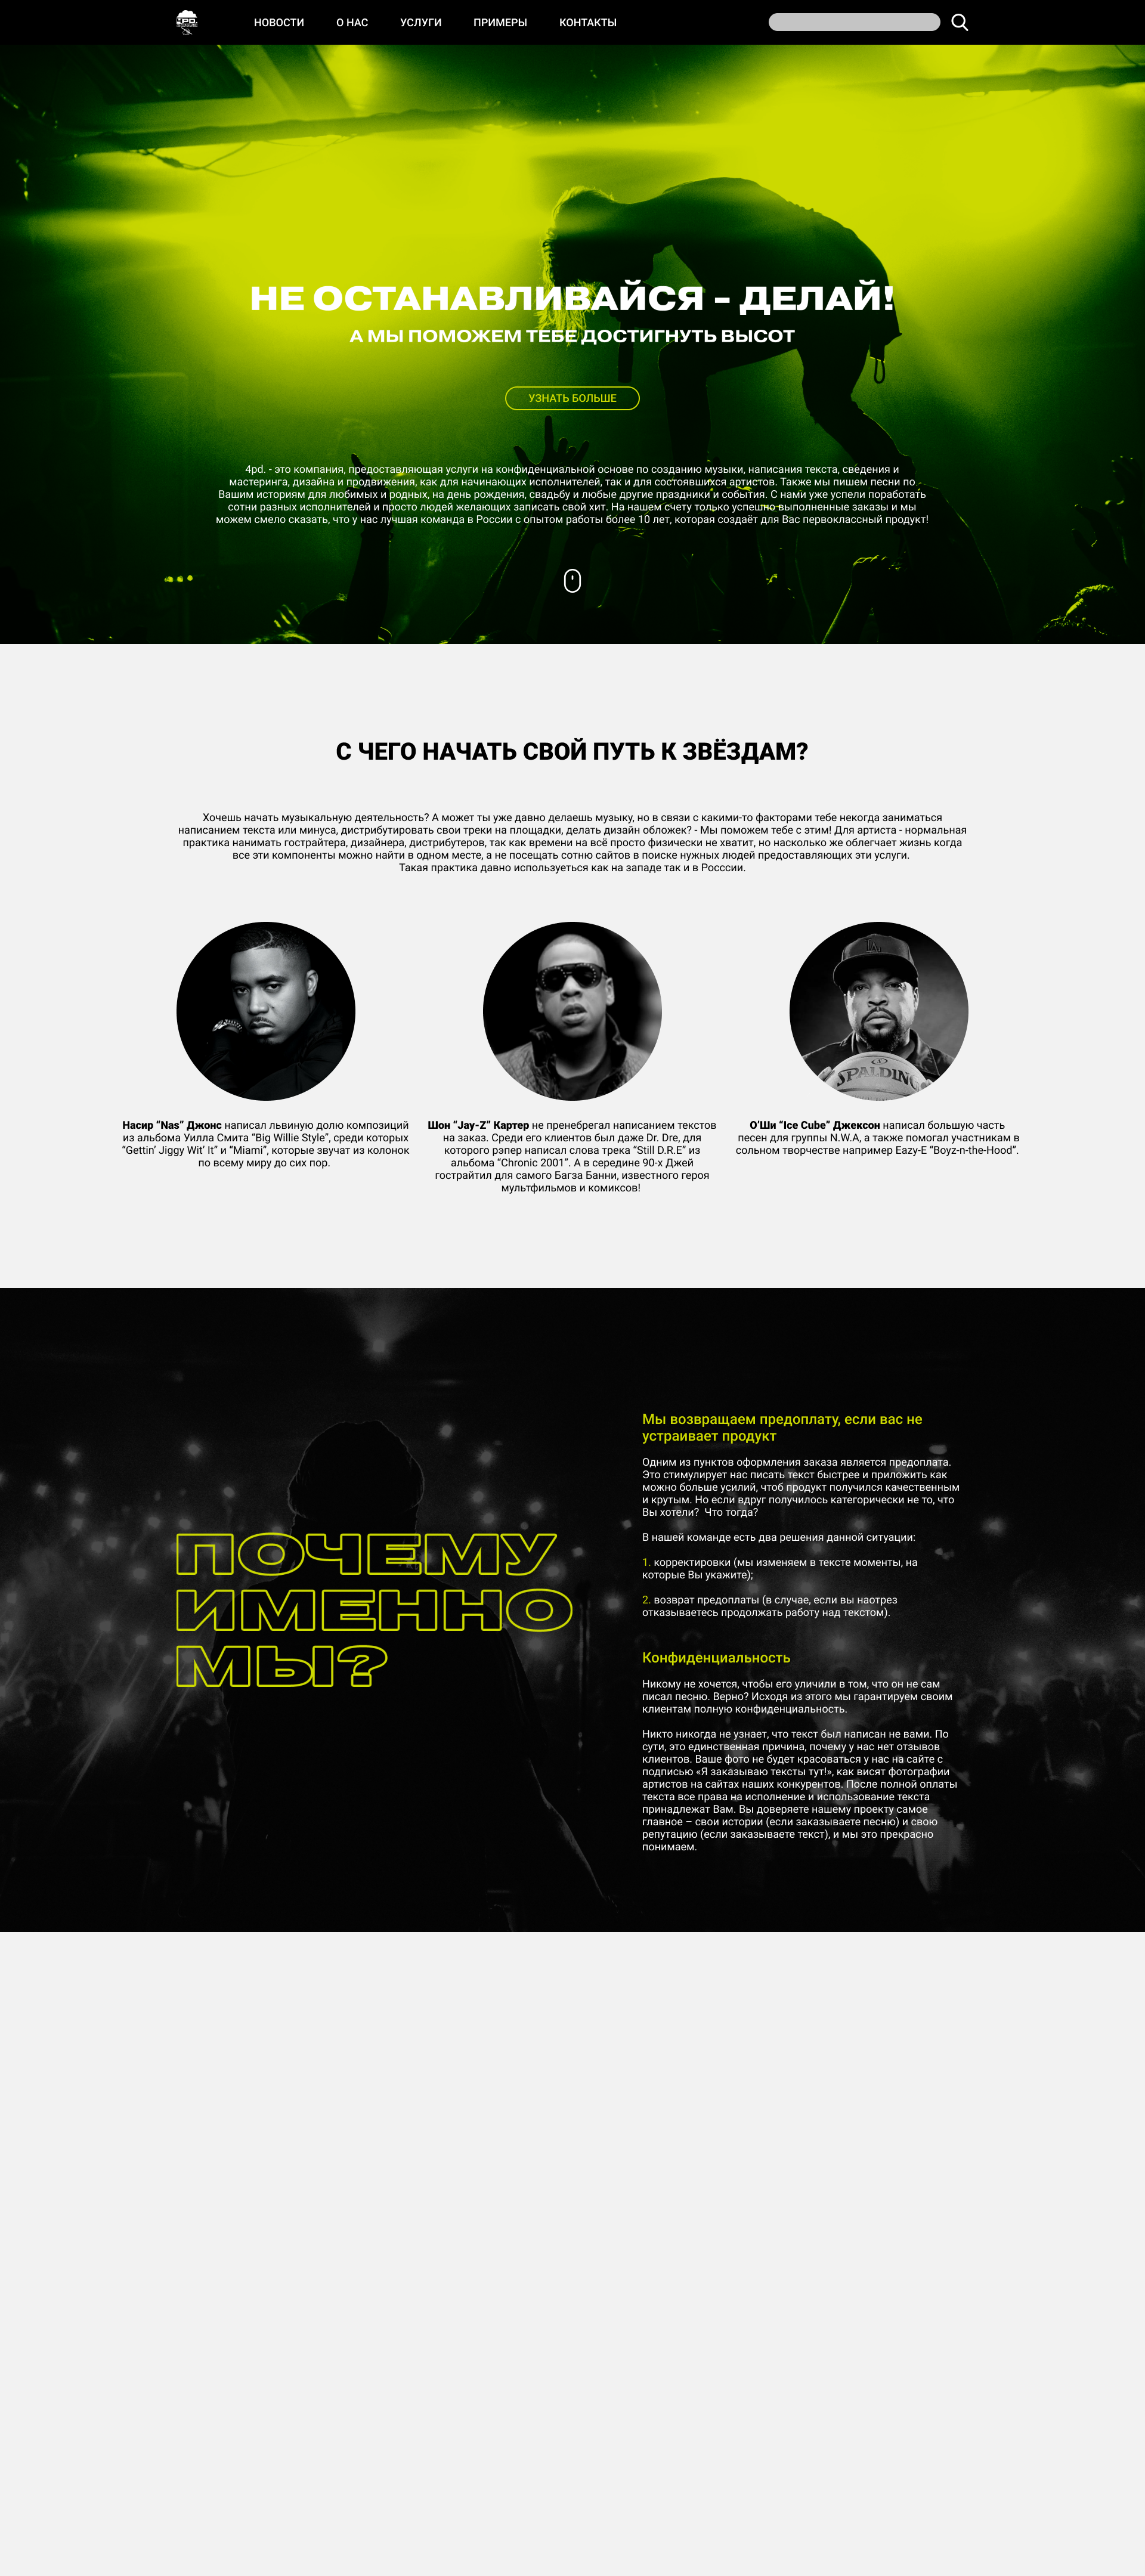 .PD.
НОВОСТИ
О НАС
УСЛУГИ
ПРИМЕРЫ
КОНТАКТЫ
НЕ ОСТАНАВЛИВАЙСЯ - ДЕЛАЙ!
А МЫ ПОМОЖЕМ ТЕБЕ ДОСТИГНУТЬ ВЫСОТ
УЗНАТЬ БОЛЬШЕ
4pd. - это компания, предоставляющая услуги на конфиденциальной основе по созданию музыки, написания текста, сведения и
мастеринга, дизайна и продвижения, как для начинающих исполнителей, так и для состоявшихся артистов. Также мы пишем песни по
Вашим историям для любимых и родных, на день рождения, свадьбу и любые другие праздники и события. С нами уже успели поработать
сотни разных исполнителей и просто людей желающих записать свой хит. На нашем счету только успешно выполненные заказы и мы
можем смело сказать, что у нас лучшая команда в России с опытом работы более 10 лет, которая создаёт для Вас первоклассный продукт!
С ЧЕГО НАЧАТЬ СВОЙ ПУТЬ К ЗВЁЗДАМ?
Хочешь начать музыкальную деятельность? А может ты уже давно делаешь музыку, но в связи с какими-то факторами тебе некогда заниматься
написанием текста или минуса, дистрибутировать свои треки на площадки, делать дизайн обложек? - Мы поможем тебе с этим! Для артиста - нормальная
практика нанимать гострайтера, дизайнера, дистрибутеров, так как времени на всё просто физически не хватит, но насколько же облегчает жизнь когда
все эти компоненты можно найти в одном месте, а не посещать сотню сайтов в поиске нужных людей предоставляющих эти услуги.
Такая практика давно используеться как на западе так и в Росссии.
SPALDING
Насир “Nas” Джонс написал львиную долю композиций
из альбома Уилла Смита “Big Willie Style”, среди которых
“Gettin’ Jiggy Wit’ It” и “Miami”, которые звучат из колонок
по всему миру до сих пор.
Шон “Jay-Z” Картер не пренебрегал написанием текстов
на заказ. Среди его клиентов был даже Dr. Dre, для
которого рэпер написал слова трека “Still D.R.E” из
альбома “Chronic 2001”. А в середине 90-х Джей
гострайтил для самого Багза Банни, известного героя
мультфильмов и комиксов!
О’Ши “Ice Cube” Джексон написал большую часть
песен для группы N.W.A, а также помогал участникам в
сольном творчестве например Eazy-E “Boyz-n-the-Hood”.
ПОЧЕМУ
ИМЕННО
МЫ?
Мы возвращаем предоплату, если вас не
устраивает продукт
Одним из пунктов оформления заказа является предоплата.
Это стимулирует нас писать текст быстрее и приложить как
можно больше усилий, чтоб продукт получился качественным
и крутым. Но если вдруг получилось категорически не то, что
Вы хотели?  Что тогда?
В нашей команде есть два решения данной ситуации:
1. корректировки (мы изменяем в тексте моменты, на
которые Вы укажите);
2. возврат предоплаты (в случае, если вы наотрез
отказываетесь продолжать работу над текстом).
Конфиденциальность
Никому не хочется, чтобы его уличили в том, что он не сам
писал песню. Верно? Исходя из этого мы гарантируем своим
клиентам полную конфиденциальность.
Никто никогда не узнает, что текст был написан не вами. По
сути, это единственная причина, почему у нас нет отзывов
клиентов. Ваше фото не будет красоваться у нас на сайте с
подписью «Я заказываю тексты тут!», как висят фотографии
артистов на сайтах наших конкурентов. После полной оплаты
текста все права на исполнение и использование текста
принадлежат Вам. Вы доверяете нашему проекту самое
главное – свои истории (если заказываете песню) и свою
репутацию (если заказываете текст), и мы это прекрасно
понимаем.